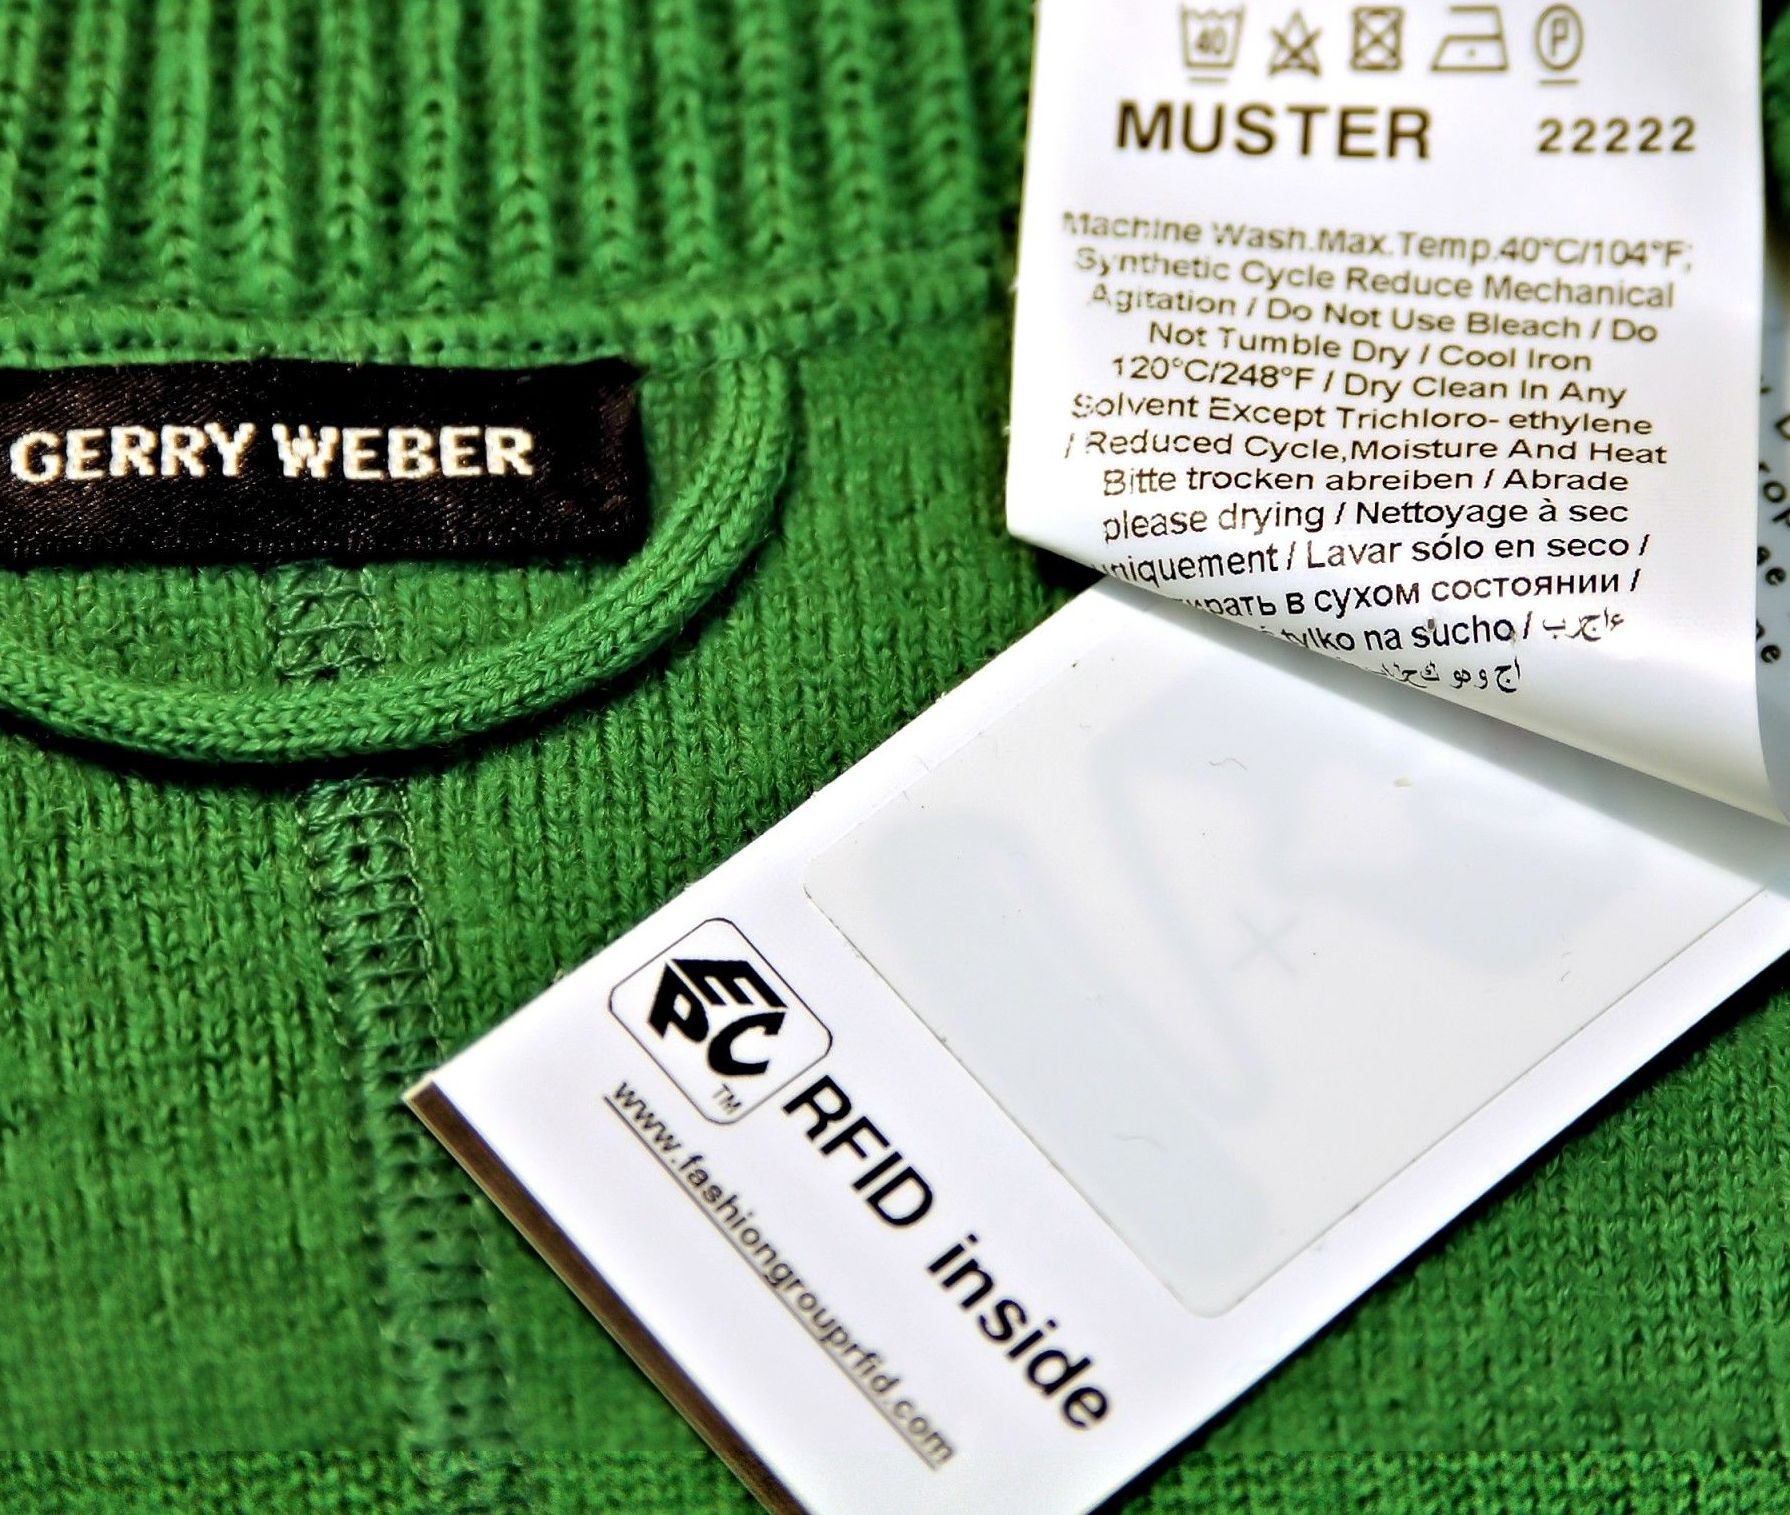 GERRY WEBER
40
P
MUSTER 22222
Machine Wash.Max.Temp.40°C/104°F;
Synthetic Cycle Reduce Mechanical
Agitation / Do Not Use Bleach / Do
Not Tumble Dry / Cool Iron
120°C/248°F / Dry Clean In Any
Solvent Except Trichloro- ethylene
/ Reduced Cycle,Moisture And Heat
Bitte trocken abreiben / Abrade
please drying / Nettoyage à sec
uniquement / Lavar sólo en seco /
в сухом состоянии /
tylko na sucho /
EPC
TM
RFID inside
www.fashiongrouprfid.com